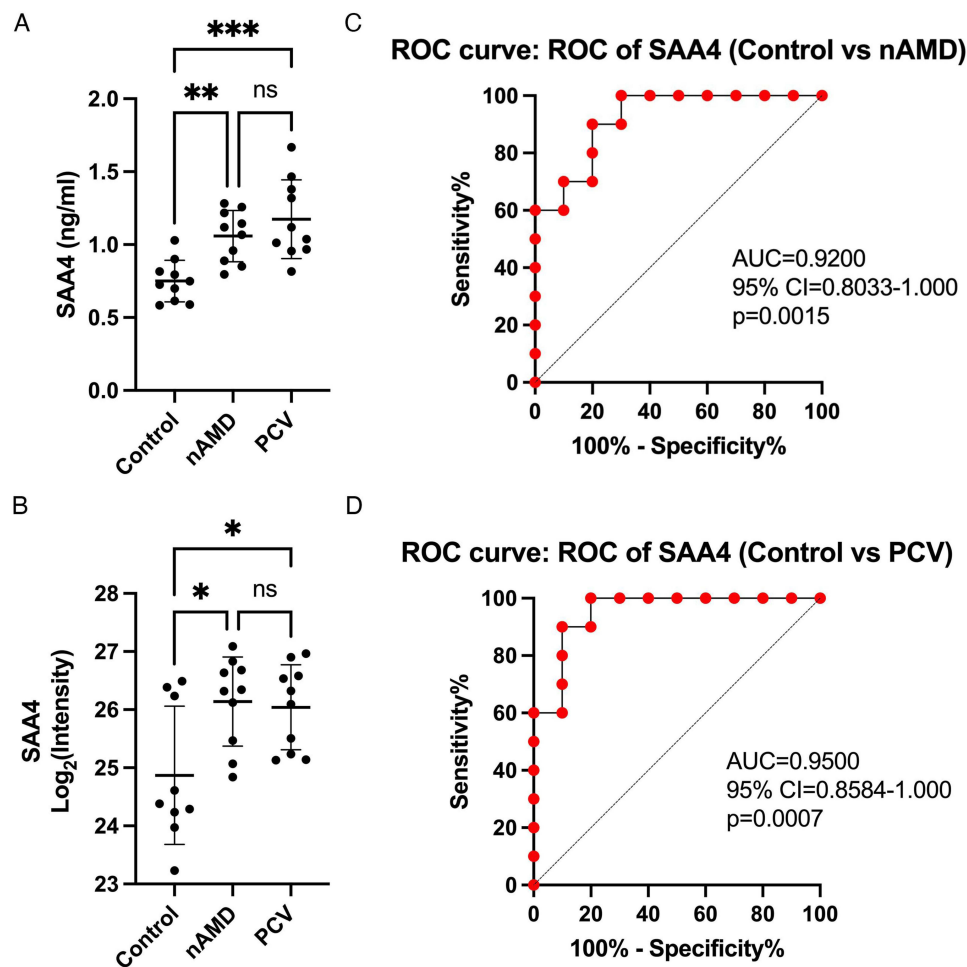 A
***
** ns
2.0
1.5
1.0
0.5
0.0
SAA4 (ng/ml)
Control
nAMD
PCV
B
*
* ns
28
27
26
25
24
23
SAA4
Log2(Intensity)
Control
nAMD
PCV
C
ROC curve: ROC of SAA4 (Control vs nAMD)
100
80
60
40
20
0
Sensitivity%
AUC=0.9200
95% CI=0.8033-1.000
p=0.0015
0 20 40 60 80 100
100% - Specificity%
D
ROC curve: ROC of SAA4 (Control vs PCV)
100
80
60
40
20
0
Sensitivity%
AUC=0.9500
95% CI=0.8584-1.000
p=0.0007
0 20 40 60 80 100
100% - Specificity%